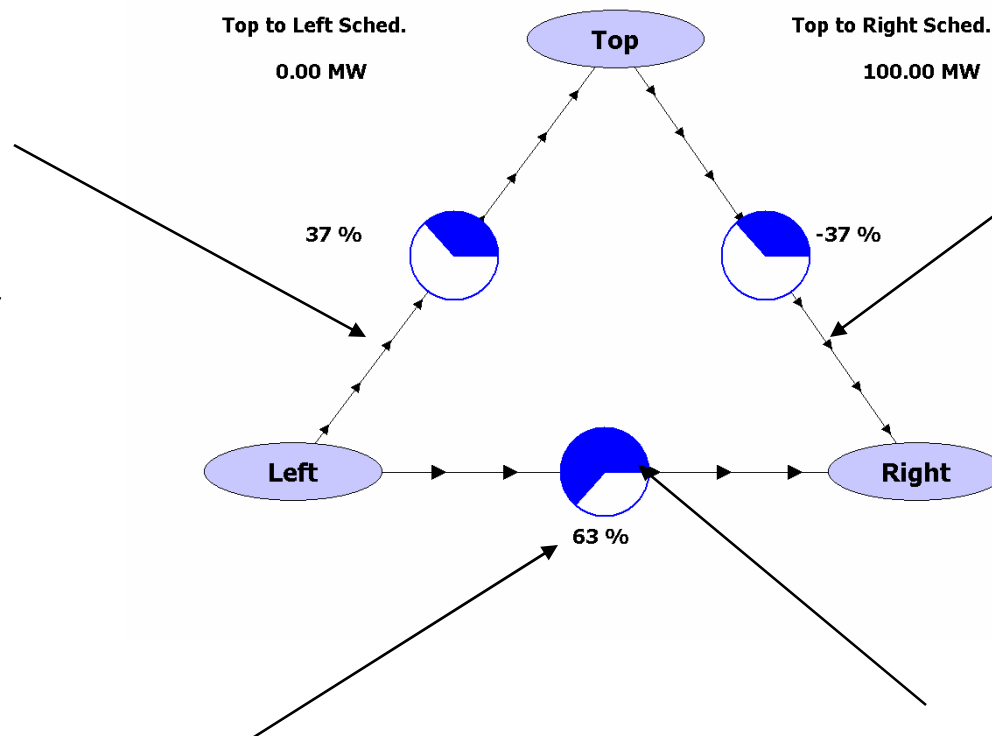 Top to Left Sched.
0.00 MW
Top
Top to Right Sched.
100.00 MW
37 %
-37 %
Left
Right
63 %